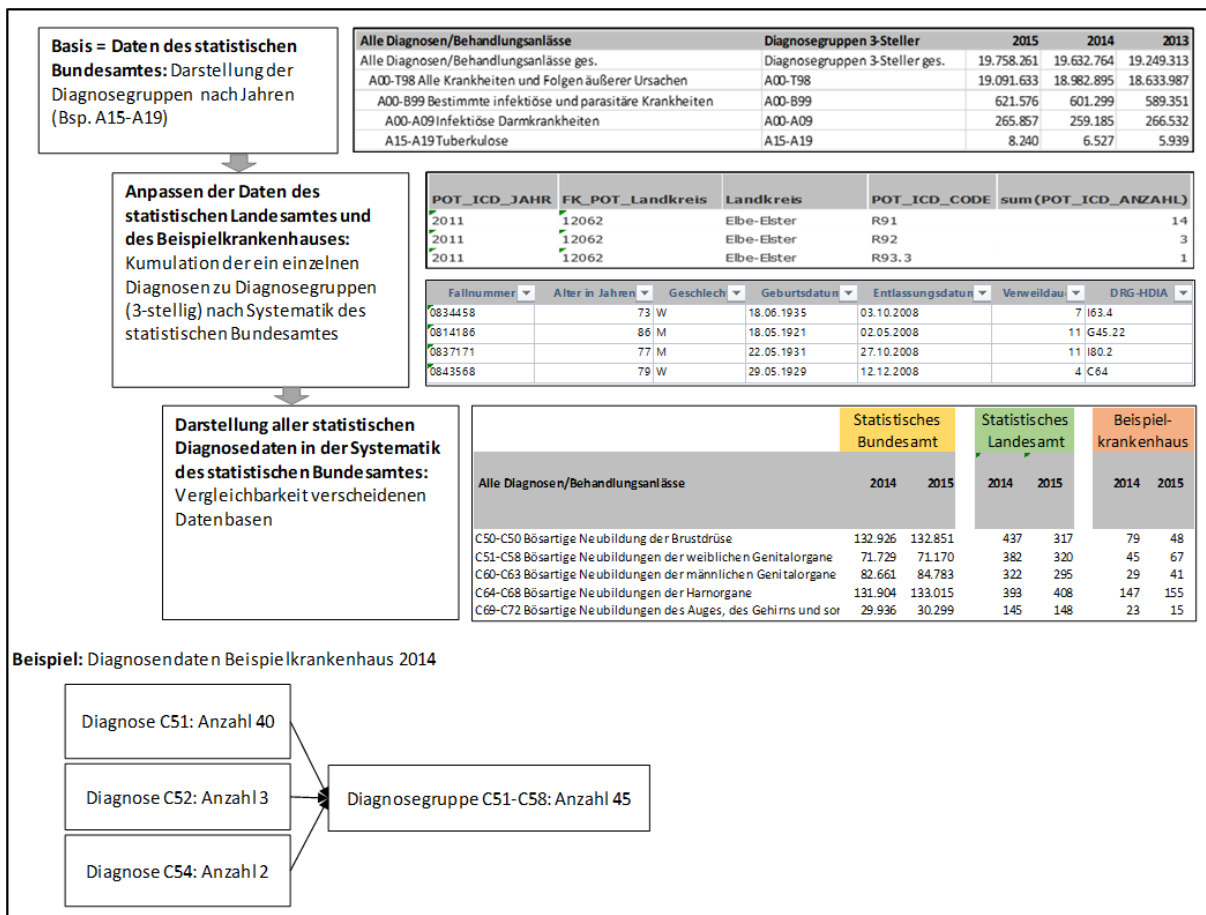 Basis = Daten des statistischen
Bundesamtes: Darstellung der
Diagnosegruppen nach Jahren
(Bsp. A15-A19)
Alle Diagnosen/Behandlungsanlässe Diagnosegruppen 3-Steller 2015 2014 2013
Alle Diagnosen/Behandlungsanlässe ges. Diagnosegruppen 3-Steller ges. 19.758.261 19.632.764 19.249.313
A00-T98 Alle Krankheiten und Folgen äußerer Ursachen A00-T98 19.091.633 18.982.895 18.633.987
A00-B99 Bestimmte infektiöse und parasitäre Krankheiten A00-B99 621.576 601.299 589.351
A00-A09 Infektiöse Darmkrankheiten A00-A09 265.857 259.185 266.532
A15-A19 Tuberkulose A15-A19 8.240 6.527 5.939
Anpassen der Daten des
statistischen Landesamtes und
des Beispielkrankenhauses:
Kumulation der ein einzelnen
Diagnosen zu Diagnosegruppen
(3-stellig) nach Systematik des
statistischen Bundesamtes
POT_ICD_JAHR FK_POT_Landkreis Landkreis POT_ICD_CODE sum(POT_ICD_ANZAHL)
2011 12062 Elbe-Elster R91 14
2011 12062 Elbe-Elster R92 3
2011 12062 Elbe-Elster R93.3 1
Fallnummer Alter in Jahren Geschlech Geburtsdatun Entlassungsdatun Verweildau DRG-HDIA
0834458 73 W 18.06.1935 03.10.2008 7 I63.4
0814186 86 M 18.05.1921 02.05.2008 11 G45.22
0837171 77 M 22.05.1931 27.10.2008 11 I80.2
0843568 79 W 29.05.1929 12.12.2008 4 C64
Darstellung aller statistischen
Diagnosedaten in der Systematik
des statistischen Bundesamtes:
Vergleichbarkeit verscheidenen
Datenbasen
Statistisches Statistisches Beispiel-
Bundesamt Landesamt krankenhaus
Alle Diagnosen/Behandlungsanlässe 2014 2015 2014 2015 2014 2015
C50-C50 Bösartige Neubildung der Brustdrüse 132.926 132.851 437 317 79 48
C51-C58 Bösartige Neubildungen der weiblichen Genitalorgane 71.729 71.170 382 320 45 67
C60-C63 Bösartige Neubildungen der männlichen Genitalorgane 82.661 84.783 322 295 29 41
C64-C68 Bösartige Neubildungen der Harnorgane 131.904 133.015 393 408 147 155
C69-C72 Bösartige Neubildungen des Auges, des Gehirns und sor 29.936 30.299 145 148 23 15
Beispiel: Diagnosendaten Beispielkrankenhaus 2014
Diagnose C51: Anzahl 40
Diagnose C52: Anzahl 3
Diagnosegruppe C51-C58: Anzahl 45
Diagnose C54: Anzahl 2